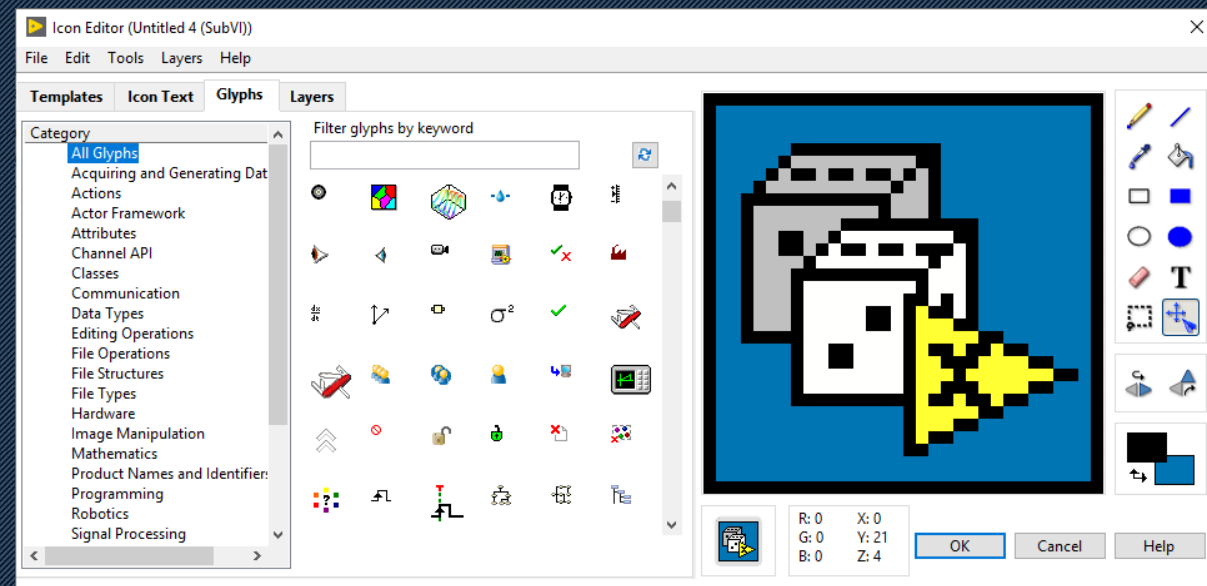 Icon Editor (Untitled 4 (SubVI))
File Edit Tools Layers Help
Templates Icon Text Glyphs Layers
Category
All Glyphs
Acquiring and Generating Dat
Actions
Actor Framework
Attributes
Channel API
Classes
Communication
Data Types
Editing Operations
File Operations
File Structures
File Types
Hardware
Image Manipulation
Mathematics
Product Names and Identifiers
Programming
Robotics
Signal Processing
Filter glyphs by keyword
dx
dt
σ²
?
T
R: 0 X: 0
G: 0 Y: 21
B: 0 Z: 4
OK Cancel Help